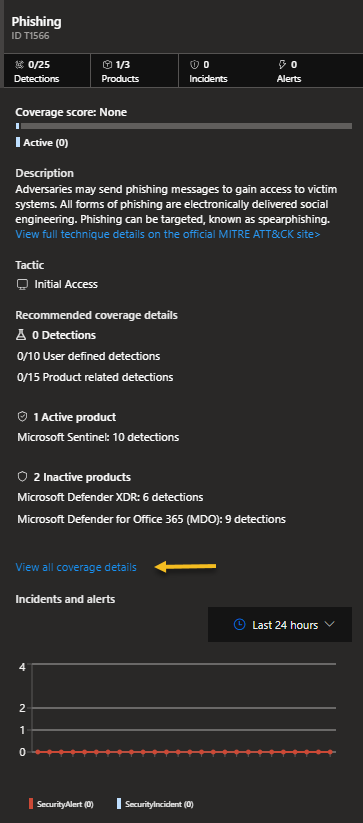 Phishing
ID T1566
0/25
Detections
1/3
Products
0
Incidents
0
Alerts
Coverage score: None
Active (0)
Description
Adversaries may send phishing messages to gain access to victim
systems. All forms of phishing are electronically delivered social
engineering. Phishing can be targeted, known as spearphishing.
View full technique details on the official MITRE ATT&CK site>
Tactic
Initial Access
Recommended coverage details
0 Detections
0/10 User defined detections
0/15 Product related detections
1 Active product
Microsoft Sentinel: 10 detections
2 Inactive products
Microsoft Defender XDR: 6 detections
Microsoft Defender for Office 365 (MDO): 9 detections
View all coverage details
Incidents and alerts
Last 24 hours
4
2
1
0
SecurityAlert (0)
SecurityIncident (0)